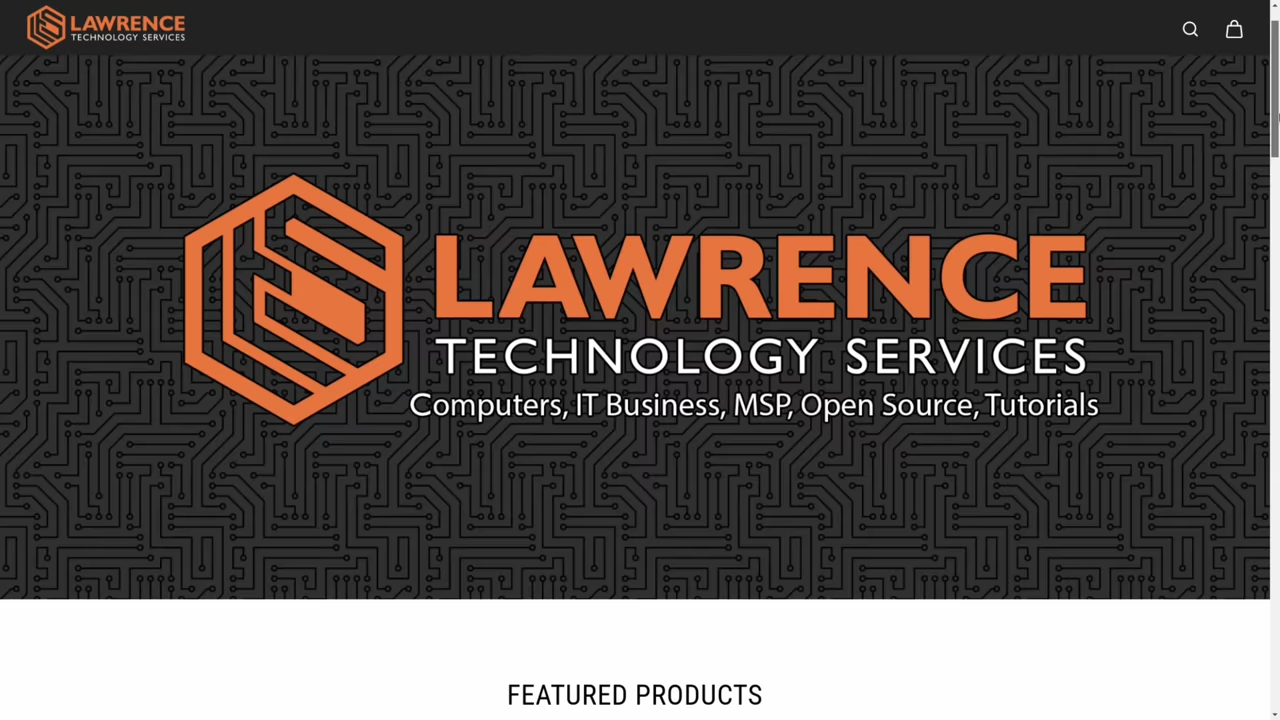 LAWRENCE
TECHNOLOGY SERVICES
LAWRENCE
TECHNOLOGY SERVICES
Computers, IT Business, MSP, Open Source, Tutorials
FEATURED PRODUCTS